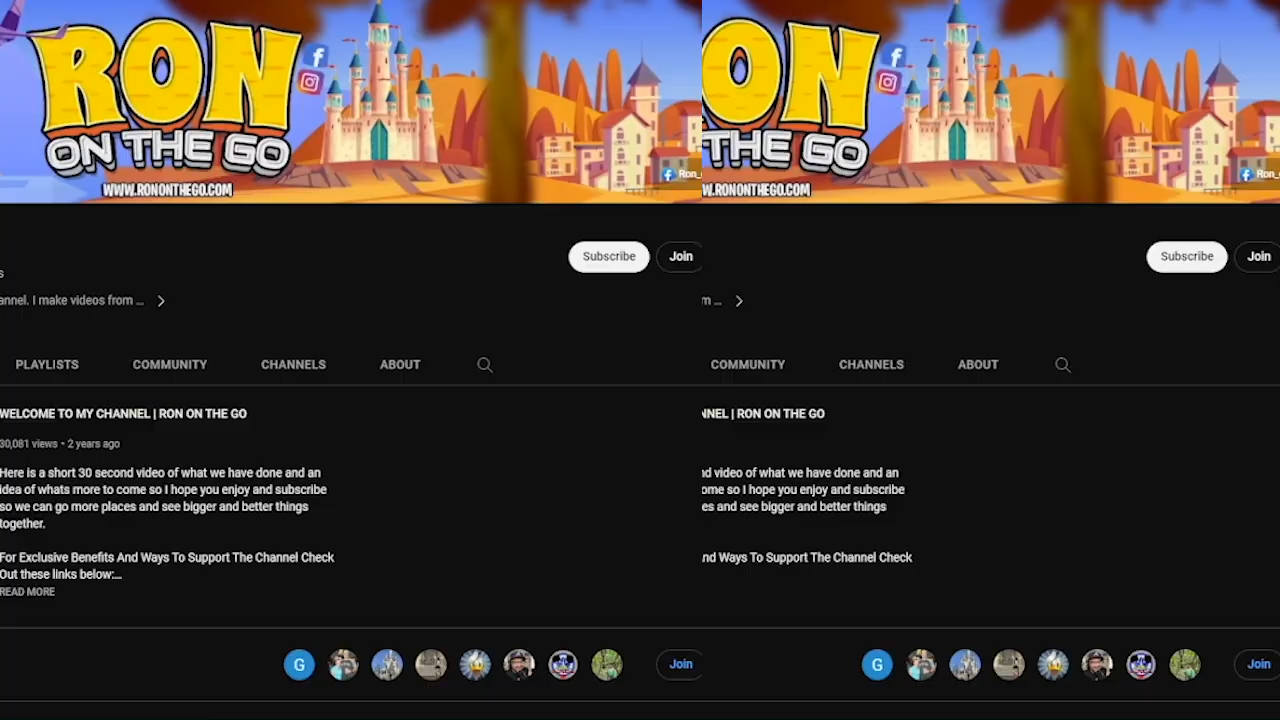 RON
ON THE GO
WWW.RONONTHEGO.COM
Ron_
Subscribe
Join
s
annel. I make videos from ...
PLAYLISTS
COMMUNITY
CHANNELS
ABOUT
WELCOME TO MY CHANNEL | RON ON THE GO
30,081 views • 2 years ago
Here is a short 30 second video of what we have done and an
idea of whats more to come so I hope you enjoy and subscribe
so we can go more places and see bigger and better things
together.
For Exclusive Benefits And Ways To Support The Channel Check
Out these links below:...
READ MORE
G
Join
RON
THE GO
W.RONONTHEGO.COM
Ron_
Subscribe
Join
m ...
COMMUNITY
CHANNELS
ABOUT
NNEL | RON ON THE GO
nd video of what we have done and an
ome so I hope you enjoy and subscribe
es and see bigger and better things
nd Ways To Support The Channel Check
G
Join